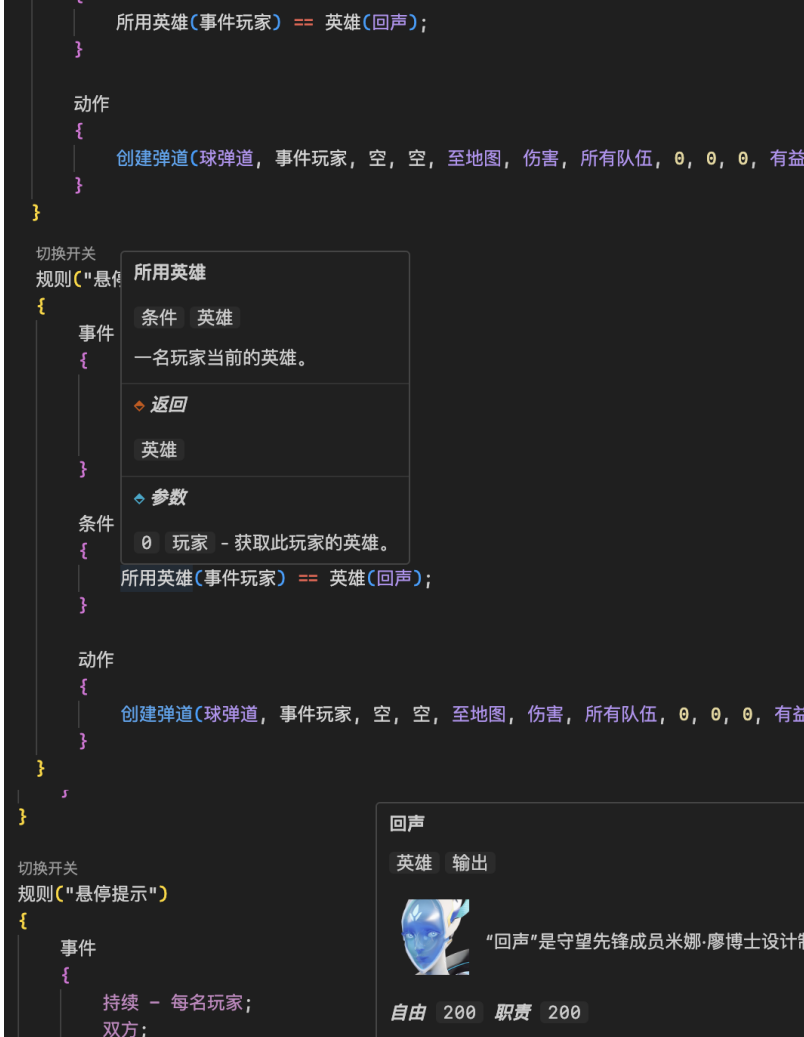 {
所用英雄(事件玩家) == 英雄(回声);
}
动作
{
创建弹道(球弹道, 事件玩家, 空, 空, 至地图, 伤害, 所有队伍, 0, 0, 0, 有益
}
}
切换开关
规则("悬停
{
事件
{
}
条件
{
所用英雄
条件 英雄
一名玩家当前的英雄。
返回
英雄
参数
0 玩家 - 获取此玩家的英雄。
所用英雄(事件玩家) == 英雄(回声);
}
动作
{
创建弹道(球弹道, 事件玩家, 空, 空, 至地图, 伤害, 所有队伍, 0, 0, 0, 有益
}
}
}
}
切换开关
规则("悬停提示")
{
事件
{
持续 - 每名玩家;
双方;
回声
英雄 输出
“回声”是守望先锋成员米娜·廖博士设计制
自由 200 职责 200